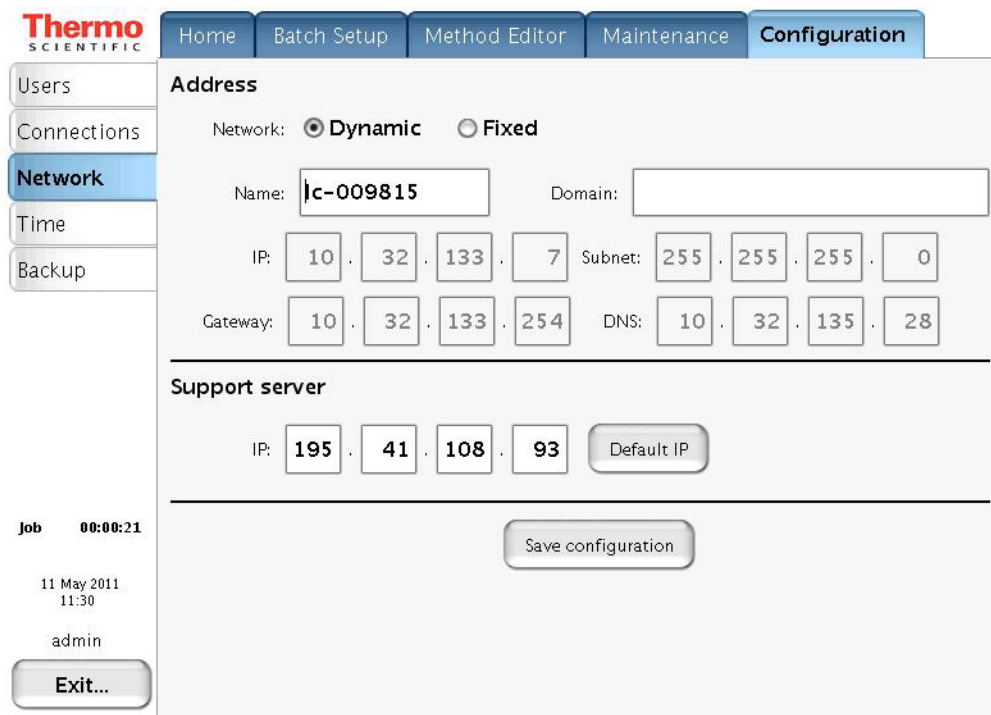 Thermo
SCIENTIFIC
Home Batch Setup Method Editor Maintenance Configuration
Users
Connections
Network
Time
Backup
Address
Network: Dynamic Fixed
Name: lc-009815 Domain:
IP: 10 . 32 . 133 . 7 Subnet: 255 . 255 . 255 . 0
Gateway: 10 . 32 . 133 . 254 DNS: 10 . 32 . 135 . 28
Support server
IP: 195 . 41 . 108 . 93 Default IP
Save configuration
Job 00:00:21
11 May 2011
11:30
admin
Exit...